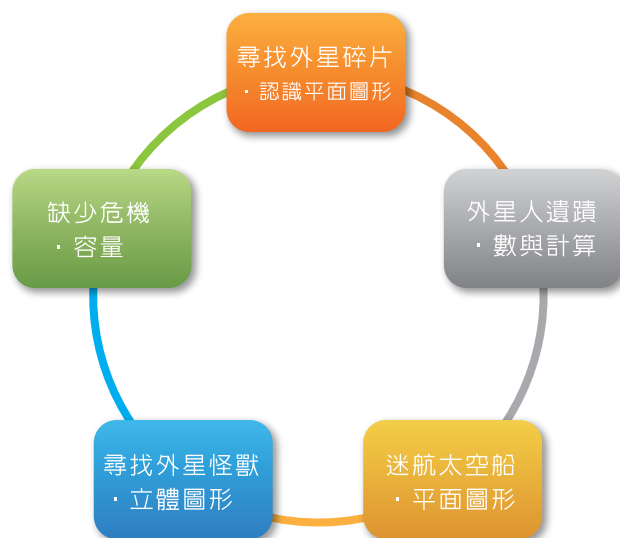 尋找外星碎片
・認識平面圖形
外星人遺蹟
・數與計算
迷航太空船
・平面圖形
尋找外星怪獸
・立體圖形
缺少危機
・容量